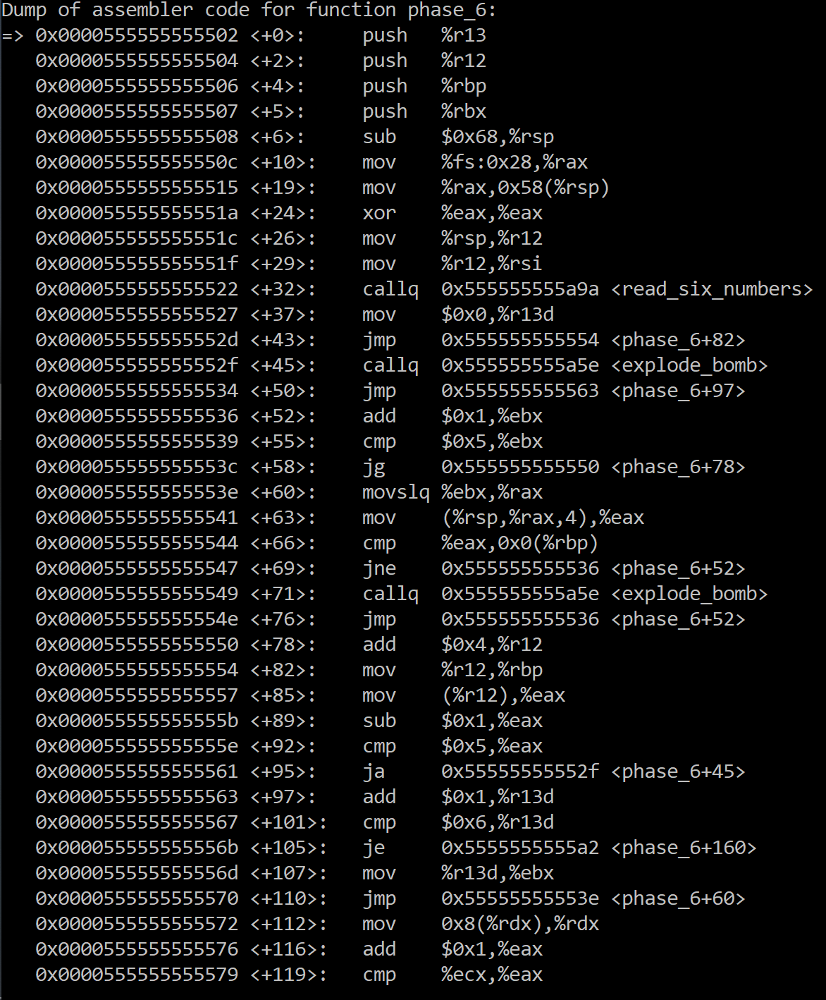 Dump of assembler code for function phase_6:
=> 0x0000555555555502 <+0>:     push   %r13
   0x0000555555555504 <+2>:     push   %r12
   0x0000555555555506 <+4>:     push   %rbp
   0x0000555555555507 <+5>:     push   %rbx
   0x0000555555555508 <+6>:     sub    $0x68,%rsp
   0x000055555555550c <+10>:    mov    %fs:0x28,%rax
   0x0000555555555515 <+19>:    mov    %rax,0x58(%rsp)
   0x000055555555551a <+24>:    xor    %eax,%eax
   0x000055555555551c <+26>:    mov    %rsp,%r12
   0x000055555555551f <+29>:    mov    %r12,%rsi
   0x0000555555555522 <+32>:    callq  0x555555555a9a <read_six_numbers>
   0x0000555555555527 <+37>:    mov    $0x0,%r13d
   0x000055555555552d <+43>:    jmp    0x555555555554 <phase_6+82>
   0x000055555555552f <+45>:    callq  0x555555555a5e <explode_bomb>
   0x0000555555555534 <+50>:    jmp    0x555555555563 <phase_6+97>
   0x0000555555555536 <+52>:    add    $0x1,%ebx
   0x0000555555555539 <+55>:    cmp    $0x5,%ebx
   0x000055555555553c <+58>:    jg     0x555555555550 <phase_6+78>
   0x000055555555553e <+60>:    movslq %ebx,%rax
   0x0000555555555541 <+63>:    mov    (%rsp,%rax,4),%eax
   0x0000555555555544 <+66>:    cmp    %eax,0x0(%rbp)
   0x0000555555555547 <+69>:    jne    0x555555555536 <phase_6+52>
   0x0000555555555549 <+71>:    callq  0x555555555a5e <explode_bomb>
   0x000055555555554e <+76>:    jmp    0x555555555536 <phase_6+52>
   0x0000555555555550 <+78>:    add    $0x4,%r12
   0x0000555555555554 <+82>:    mov    %r12,%rbp
   0x0000555555555557 <+85>:    mov    (%r12),%eax
   0x000055555555555b <+89>:    sub    $0x1,%eax
   0x000055555555555e <+92>:    cmp    $0x5,%eax
   0x0000555555555561 <+95>:    ja     0x55555555552f <phase_6+45>
   0x0000555555555563 <+97>:    add    $0x1,%r13d
   0x0000555555555567 <+101>:   cmp    $0x6,%r13d
   0x000055555555556b <+105>:   je     0x5555555555a2 <phase_6+160>
   0x000055555555556d <+107>:   mov    %r13d,%ebx
   0x0000555555555570 <+110>:   jmp    0x55555555553e <phase_6+60>
   0x0000555555555572 <+112>:   mov    0x8(%rdx),%rdx
   0x0000555555555576 <+116>:   add    $0x1,%eax
   0x0000555555555579 <+119>:   cmp    %ecx,%eax